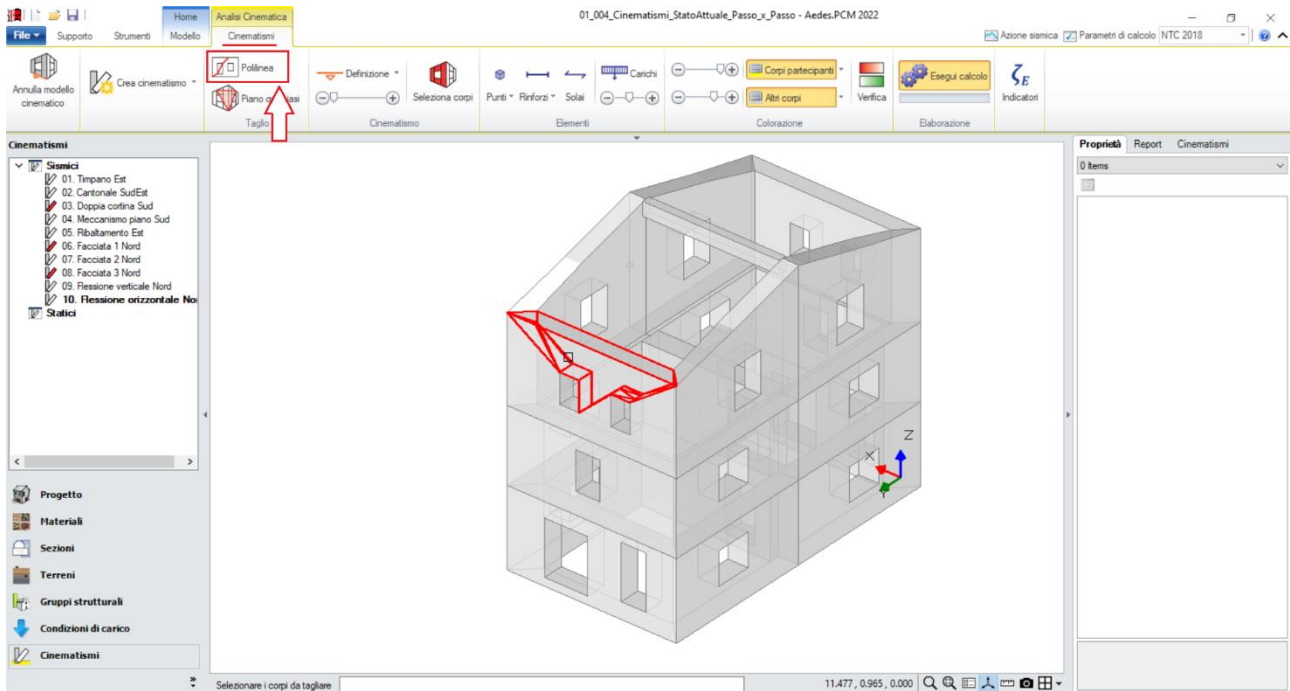 01_004_Cinematismi_StatoAttuale_Passo_x_Passo - Aedes.PCM 2022
Home
Analisi Cinematica
File
Supporto
Strumenti
Modello
Cinematismi
Azione sismica
Parametri di calcolo
NTC 2018
Annulla modello
cinematico
Crea cinematismo
Polilinea
Piano
asi
Taglio
Definizione
Seleziona corpi
Cinematismo
Punti
Rinforzi
Solai
Carichi
Elementi
Corpi partecipanti
Altri corpi
Verifica
Colorazione
Esegui calcolo
Elaborazione
ζE
Indicatori
Cinematismi
Sismici
01. Timpano Est
02. Cantonale SudEst
03. Doppia cortina Sud
04. Meccanismo piano Sud
05. Ribaltamento Est
06. Facciata 1 Nord
07. Facciata 2 Nord
08. Facciata 3 Nord
09. Flessione verticale Nord
10. Flessione orizzontale No
Statici
Progetto
Materiali
Sezioni
Terreni
Gruppi strutturali
Condizioni di carico
Cinematismi
Z
X
Y
Proprietà
Report
Cinematismi
0 Items
Selezionare i corpi da tagliare
11.477 , 0.965 , 0.000